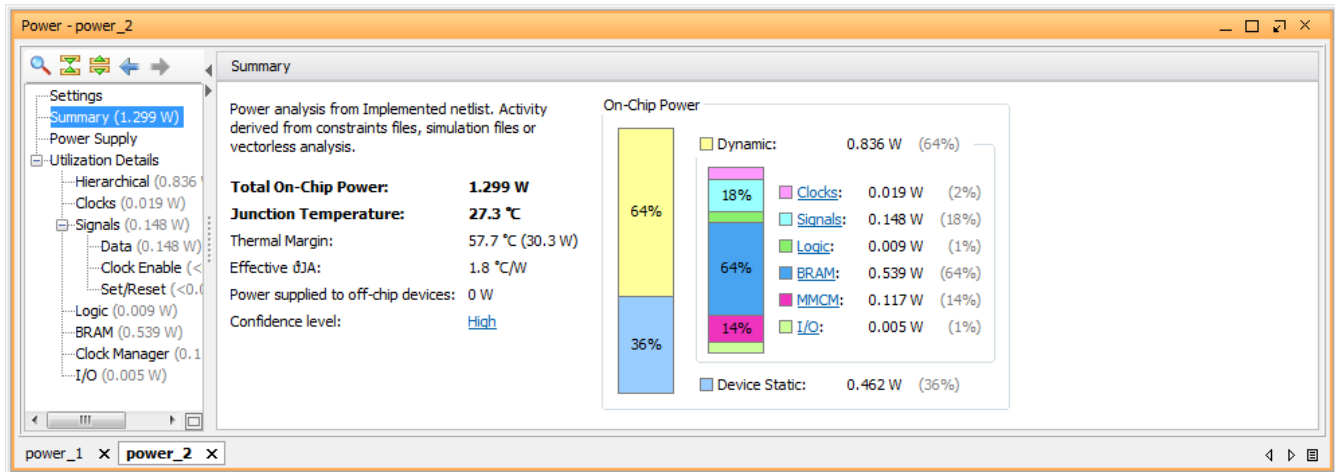 Power - power_2
Settings
Summary (1.299 W)
Power Supply
Utilization Details
Hierarchical (0.836
Clocks (0.019 W)
Signals (0.148 W)
Data (0.148 W)
Clock Enable (<
Set/Reset (<0.0
Logic (0.009 W)
BRAM (0.539 W)
Clock Manager (0.1
I/O (0.005 W)
Summary
Power analysis from Implemented netlist. Activity
derived from constraints files, simulation files or
vectorless analysis.
Total On-Chip Power: 1.299 W
Junction Temperature: 27.3 °C
Thermal Margin: 57.7 °C (30.3 W)
Effective ϑJA: 1.8 °C/W
Power supplied to off-chip devices: 0 W
Confidence level: High
On-Chip Power
64%
36%
Dynamic: 0.836 W (64%)
18%
64%
14%
Clocks: 0.019 W (2%)
Signals: 0.148 W (18%)
Logic: 0.009 W (1%)
BRAM: 0.539 W (64%)
MMCM: 0.117 W (14%)
I/O: 0.005 W (1%)
Device Static: 0.462 W (36%)
power_1 power_2